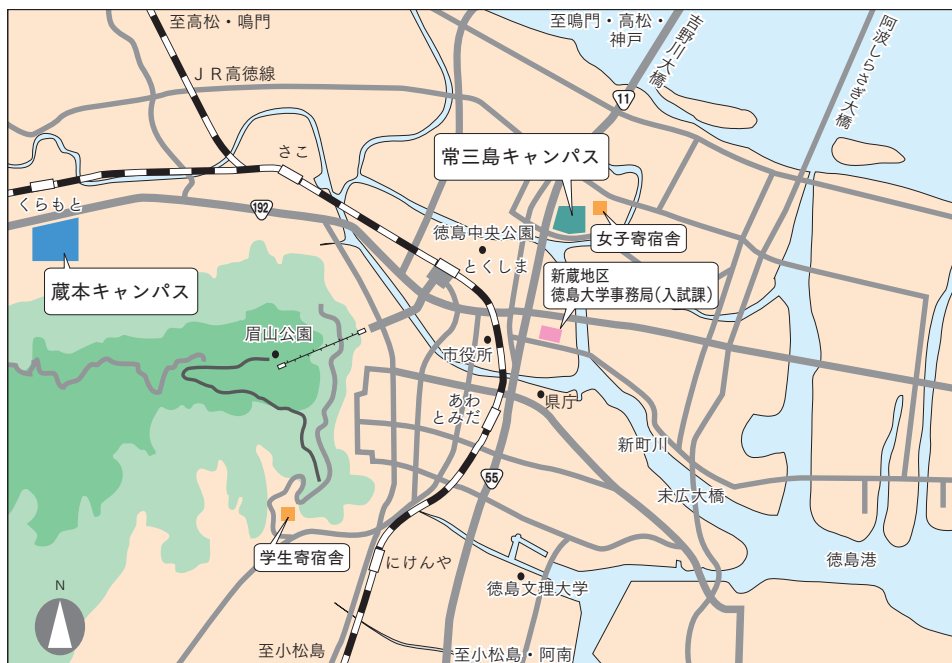 至高松・鳴門
至鳴門・高松・
神戸
吉野川大橋
阿波しらさぎ大橋
JR高徳線
11
さこ
常三島キャンパス
くらもと
192
女子寄宿舎
徳島中央公園
とくしま
新蔵地区
徳島大学事務局(入試課)
蔵本キャンパス
眉山公園
市役所
あわ
とみだ
県庁
新町川
55
末広大橋
学生寄宿舎
にけんや
徳島港
徳島文理大学
N
至小松島
至小松島・阿南